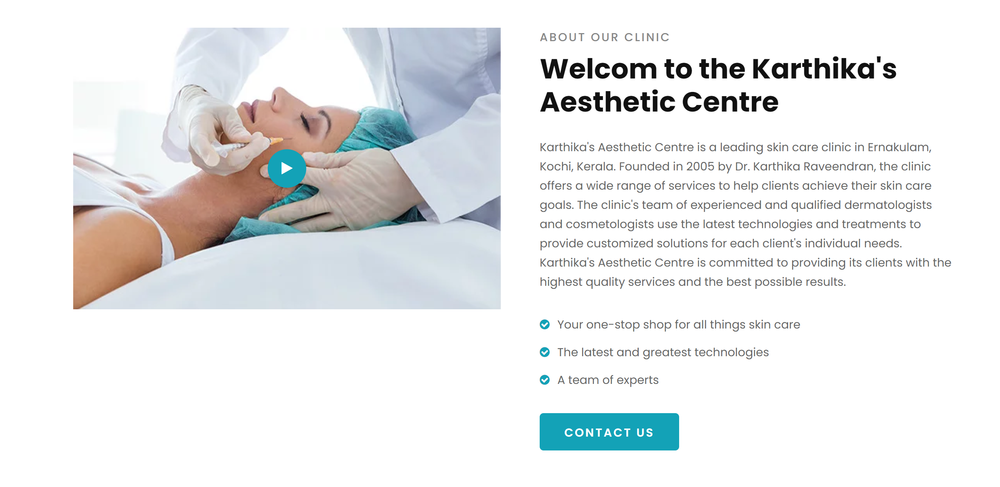 ABOUT OUR CLINIC
Welcom to the Karthika's
Aesthetic Centre
Karthika's Aesthetic Centre is a leading skin care clinic in Ernakulam,
Kochi, Kerala. Founded in 2005 by Dr. Karthika Raveendran, the clinic
offers a wide range of services to help clients achieve their skin care
goals. The clinic's team of experienced and qualified dermatologists
and cosmetologists use the latest technologies and treatments to
provide customized solutions for each client's individual needs.
Karthika's Aesthetic Centre is committed to providing its clients with the
highest quality services and the best possible results.
Your one-stop shop for all things skin care
The latest and greatest technologies
A team of experts
CONTACT US